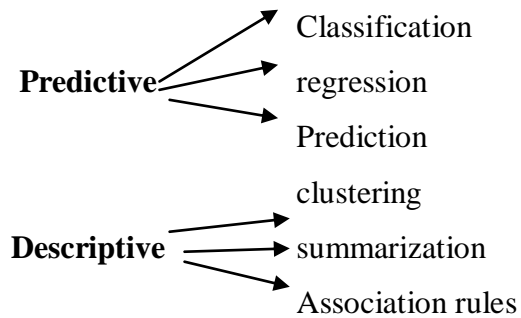 Classification
Predictive
regression
Prediction
clustering
Descriptive
summarization
Association rules